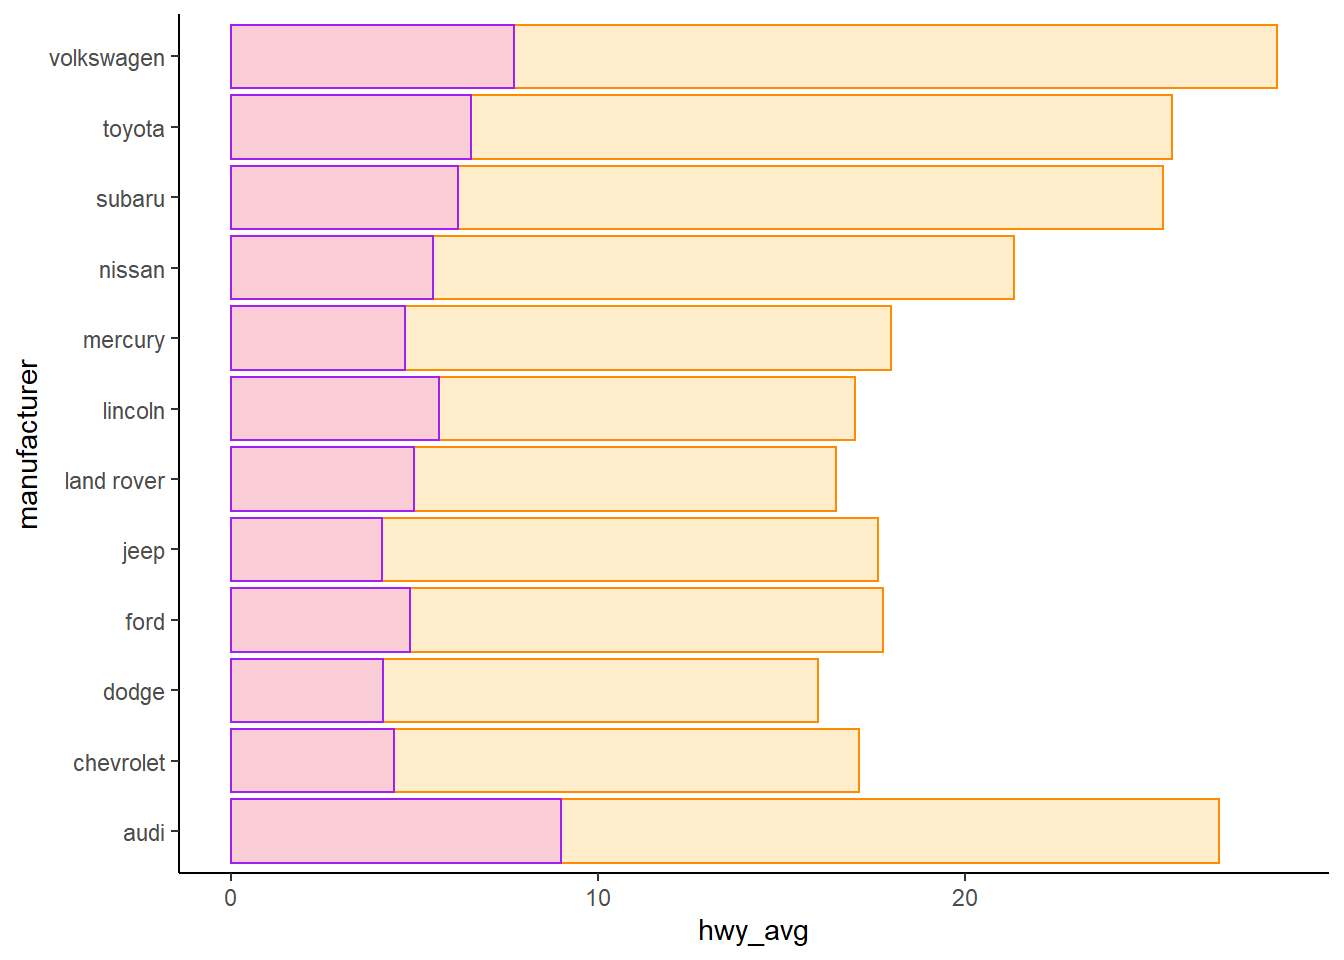 volkswagen
toyota
subaru
nissan
mercury
lincoln
land rover
jeep
ford
dodge
chevrolet
audi
manufacturer
0 10 20
hwy_avg